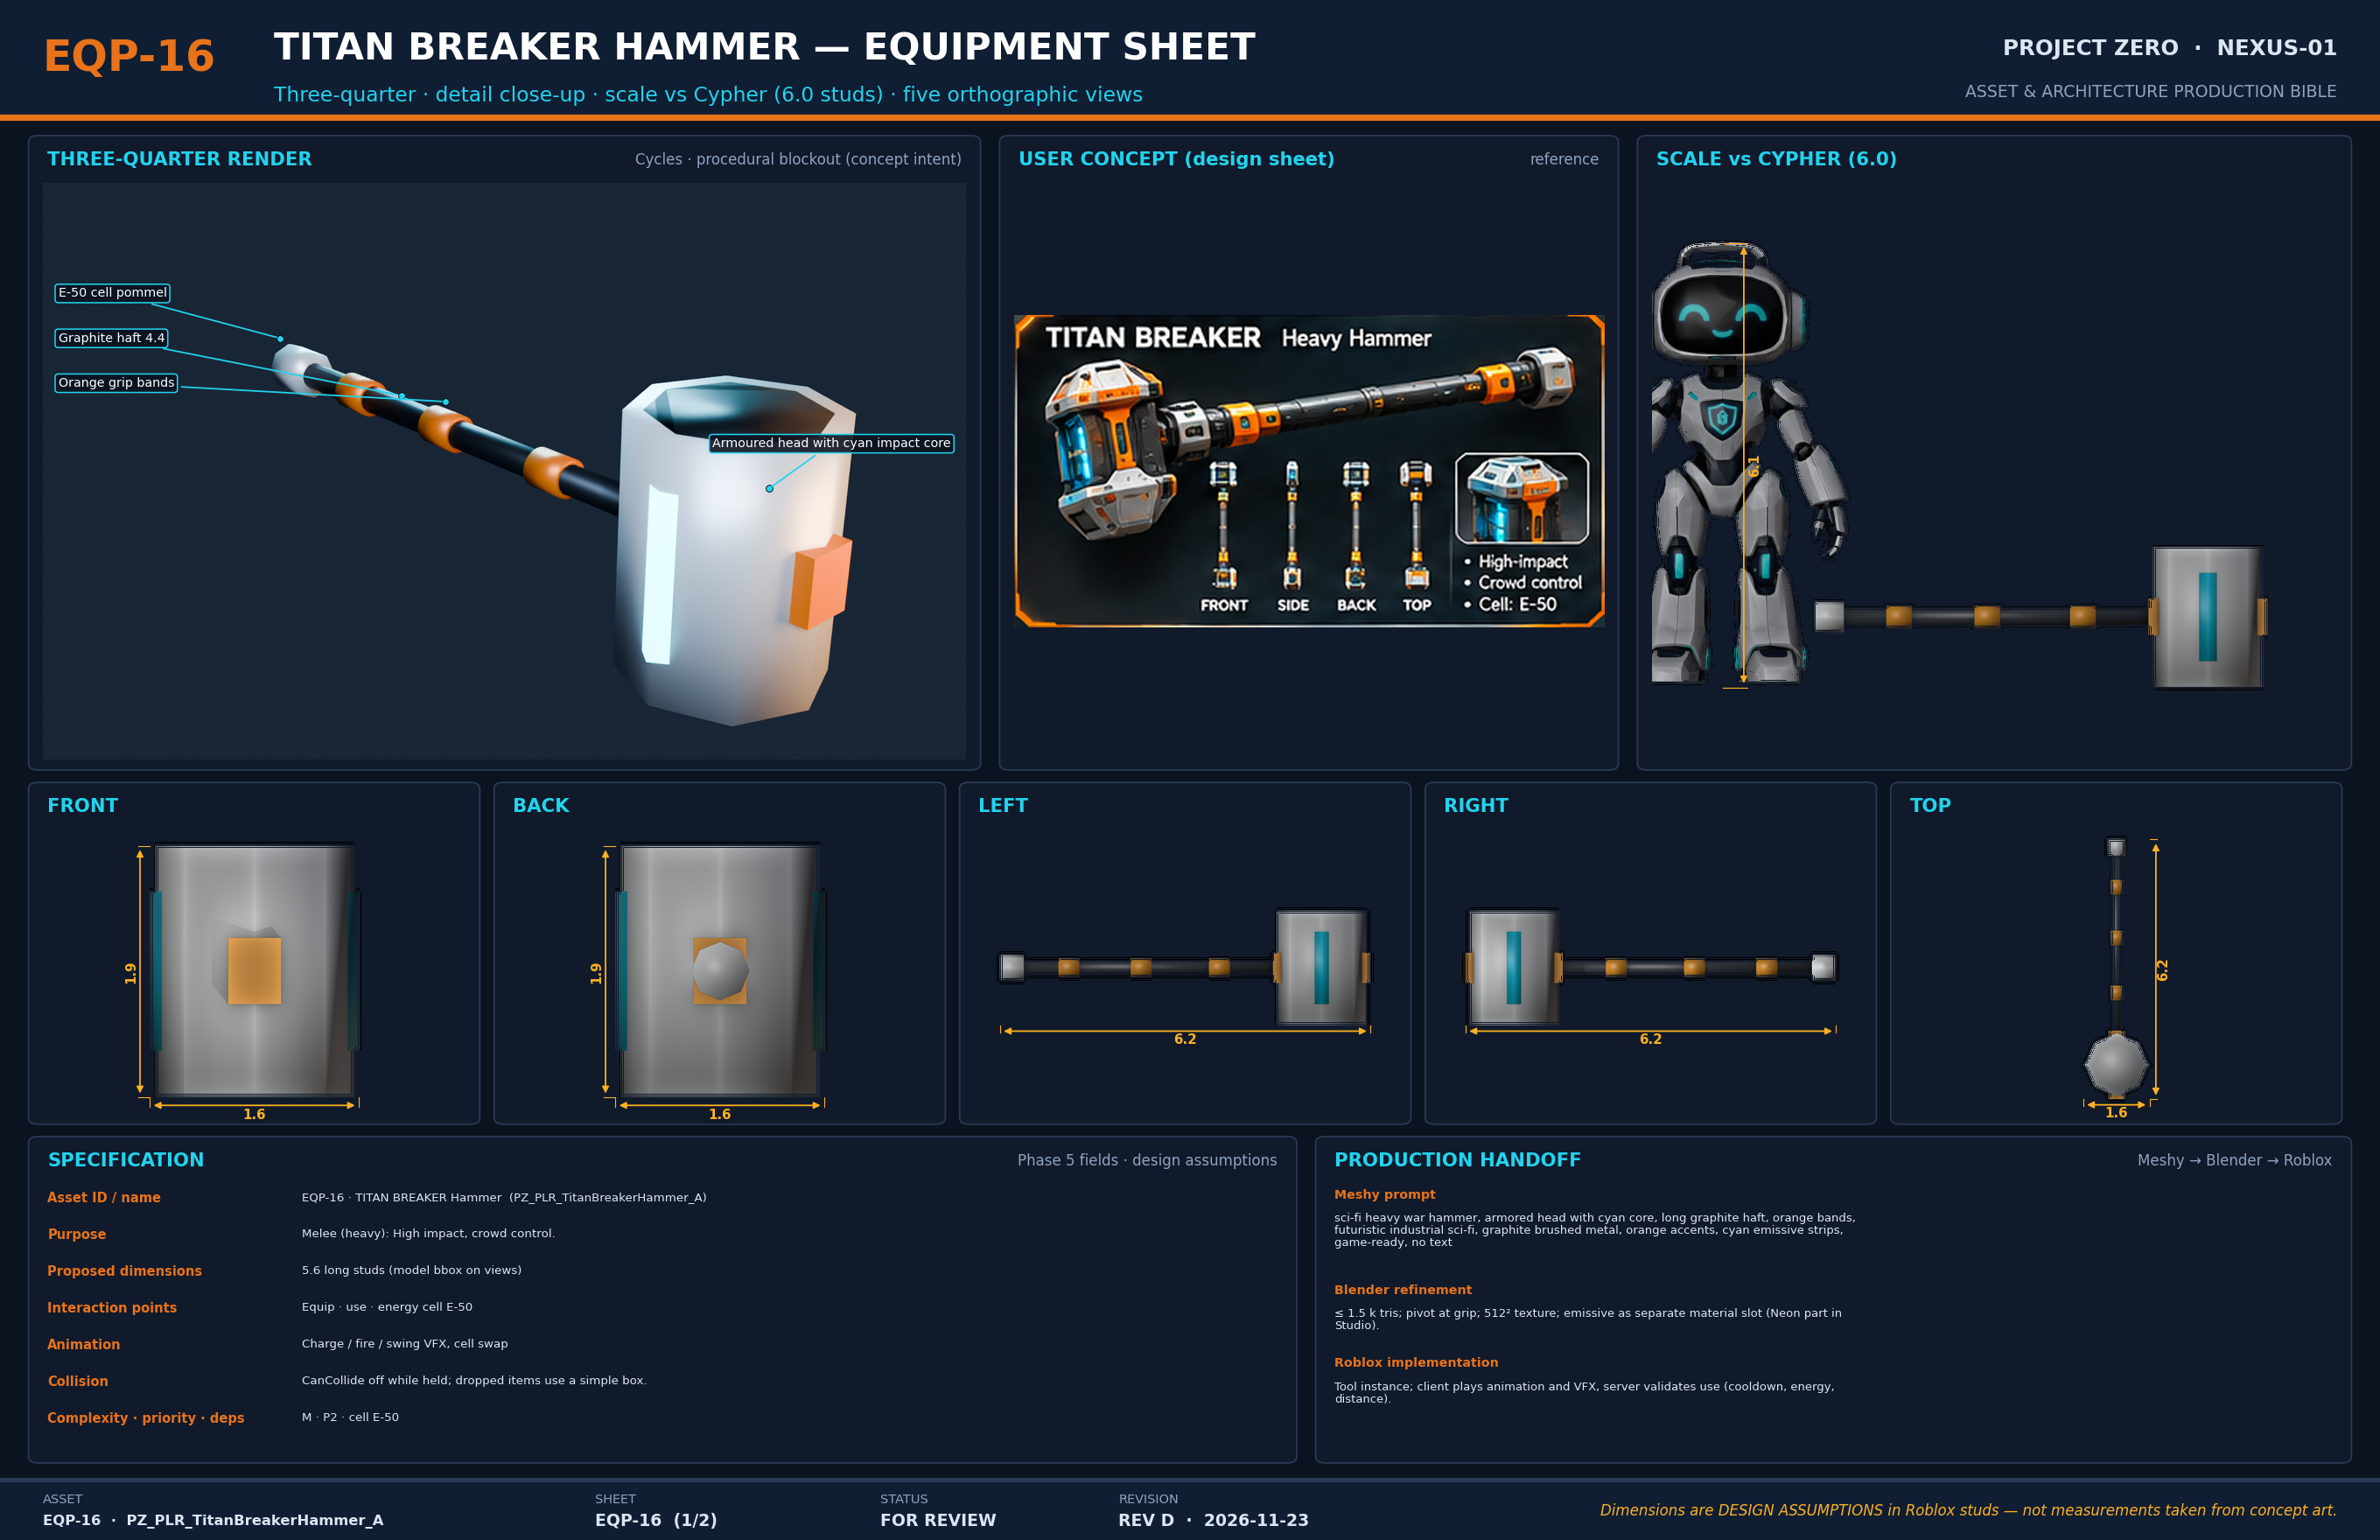 EQP-16
TITAN BREAKER HAMMER — EQUIPMENT SHEET
Three-quarter · detail close-up · scale vs Cypher (6.0 studs) · five orthographic views
PROJECT ZERO · NEXUS-01
ASSET & ARCHITECTURE PRODUCTION BIBLE
THREE-QUARTER RENDER
Cycles · procedural blockout (concept intent)
E-50 cell pommel
Graphite haft 4.4
Orange grip bands
Armoured head with cyan impact core
USER CONCEPT (design sheet)
reference
TITAN BREAKER Heavy Hammer
FRONT
SIDE
BACK
TOP
• High-impact
• Crowd control
• Cell: E-50
SCALE vs CYPHER (6.0)
6.1
FRONT
1.9
1.6
BACK
1.9
1.6
LEFT
6.2
RIGHT
6.2
TOP
6.2
1.6
SPECIFICATION
Phase 5 fields · design assumptions
Asset ID / name
EQP-16 · TITAN BREAKER Hammer (PZ_PLR_TitanBreakerHammer_A)
Purpose
Melee (heavy): High impact, crowd control.
Proposed dimensions
5.6 long studs (model bbox on views)
Interaction points
Equip · use · energy cell E-50
Animation
Charge / fire / swing VFX, cell swap
Collision
CanCollide off while held; dropped items use a simple box.
Complexity · priority · deps
M · P2 · cell E-50
PRODUCTION HANDOFF
Meshy → Blender → Roblox
Meshy prompt
sci-fi heavy war hammer, armored head with cyan core, long graphite haft, orange bands,
futuristic industrial sci-fi, graphite brushed metal, orange accents, cyan emissive strips,
game-ready, no text
Blender refinement
≤ 1.5 k tris; pivot at grip; 512² texture; emissive as separate material slot (Neon part in
Studio).
Roblox implementation
Tool instance; client plays animation and VFX, server validates use (cooldown, energy,
distance).
ASSET
EQP-16 · PZ_PLR_TitanBreakerHammer_A
SHEET
EQP-16 (1/2)
STATUS
FOR REVIEW
REVISION
REV D · 2026-11-23
Dimensions are DESIGN ASSUMPTIONS in Roblox studs — not measurements taken from concept art.